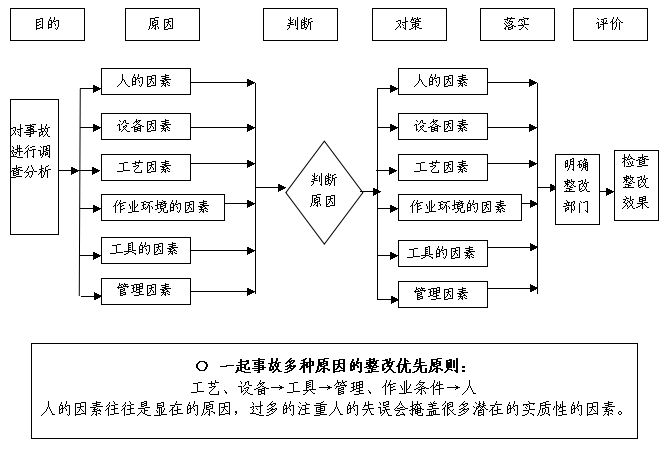 目的
原因
判断
对策
落实
评价
对事故
进行调
查分析
人的因素
设备因素
工艺因素
作业环境的因素
工具的因素
管理因素
判断
原因
人的因素
设备因素
工艺因素
作业环境的因素
工具的因素
管理因素
明确
整改
部门
检查
整改
效果
○ 一起事故多种原因的整改优先原则：
工艺、设备→工具→管理、作业条件→人
人的因素往往是显在的原因，过多的注重人的失误会掩盖很多潜在的实质性的因素。